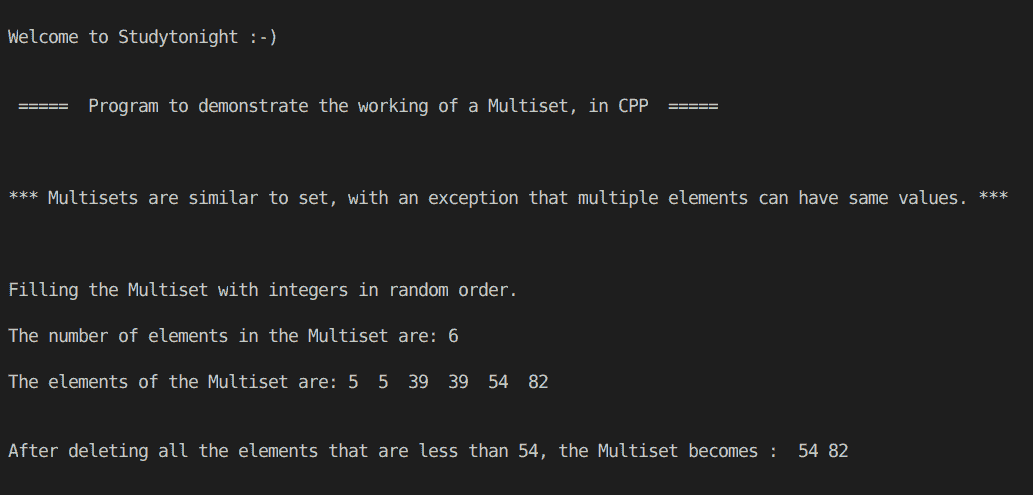 Welcome to Studytonight :-)
===== Program to demonstrate the working of a Multiset, in CPP =====
*** Multisets are similar to set, with an exception that multiple elements can have same values. ***
Filling the Multiset with integers in random order.
The number of elements in the Multiset are: 6
The elements of the Multiset are: 5  5  39  39  54  82
After deleting all the elements that are less than 54, the Multiset becomes :  54 82